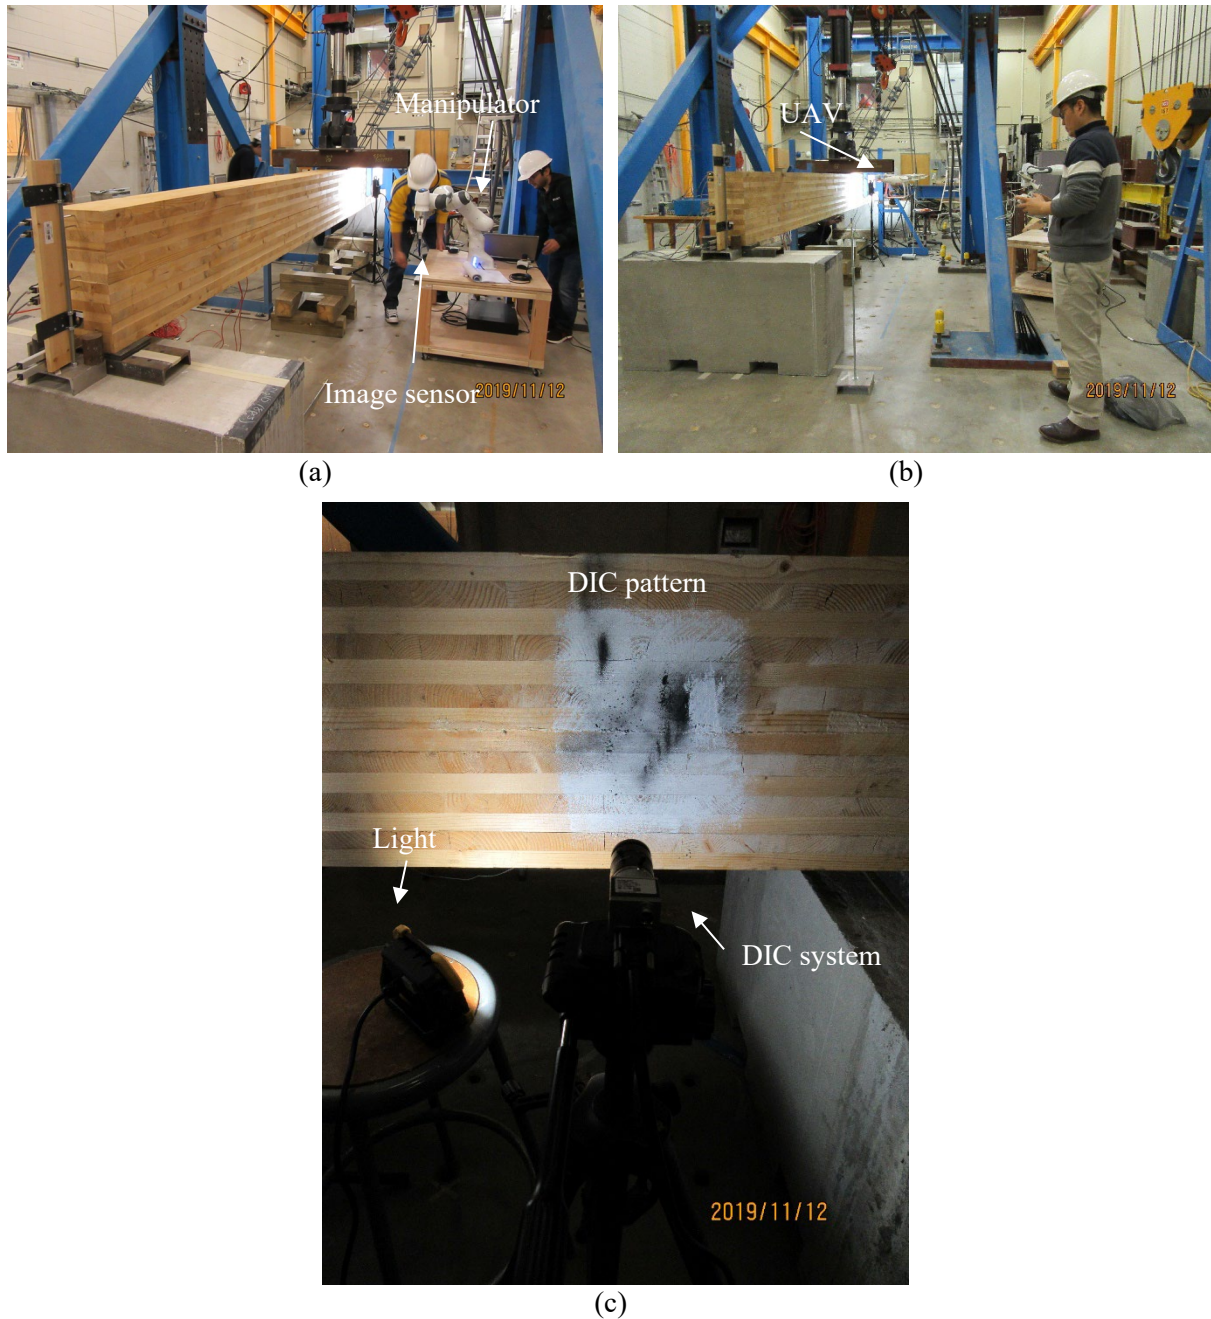 Manipulator
Image sensor
2019/11/12
(a)
UAV
2019/11/12
(b)
DIC pattern
Light
DIC system
2019/11/12
(c)